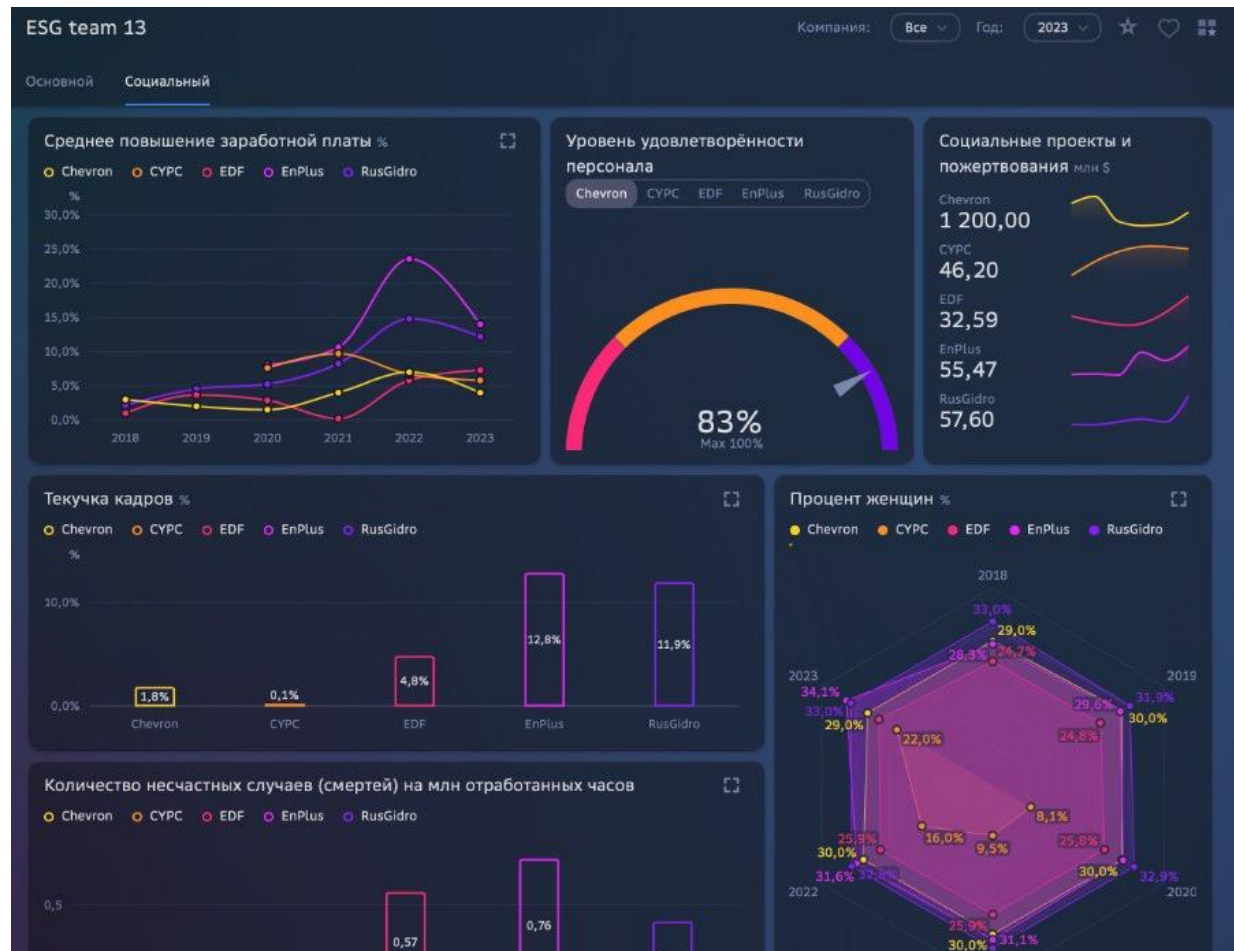 ESG team 13
Компания: Все Год: 2023
Основной Социальный
Среднее повышение заработной платы %
Chevron CYPC EDF EnPlus RusGidro
%
30,0%
25,0%
20,0%
15,0%
10,0%
5,0%
0,0%
2018 2019 2020 2021 2022 2023
Уровень удовлетворённости
персонала
Chevron CYPC EDF EnPlus RusGidro
83%
Max 100%
Социальные проекты и
пожертвования млн $
Chevron
1 200,00
CYPC
46,20
EDF
32,59
EnPlus
55,47
RusGidro
57,60
Текучка кадров %
Chevron CYPC EDF EnPlus RusGidro
%
10,0%
0,0%
1,8% 0,1% 4,8% 12,8% 11,9%
Chevron CYPC EDF EnPlus RusGidro
Процент женщин %
Chevron CYPC EDF EnPlus RusGidro
2018
33,0%
29,0%
28,3% 24,7%
2023 2019
34,1% 29,6% 31,9%
33,0% 30,0%
29,0% 22,0% 24,8%
8,1%
16,0% 9,5%
25,9% 25,8%
30,0% 30,0%
31,6% 32,8% 32,9%
2022 2020
25,9%
30,0% 31,1%
Количество несчастных случаев (смертей) на млн отработанных часов
Chevron CYPC EDF EnPlus RusGidro
0,5
0,57 0,76